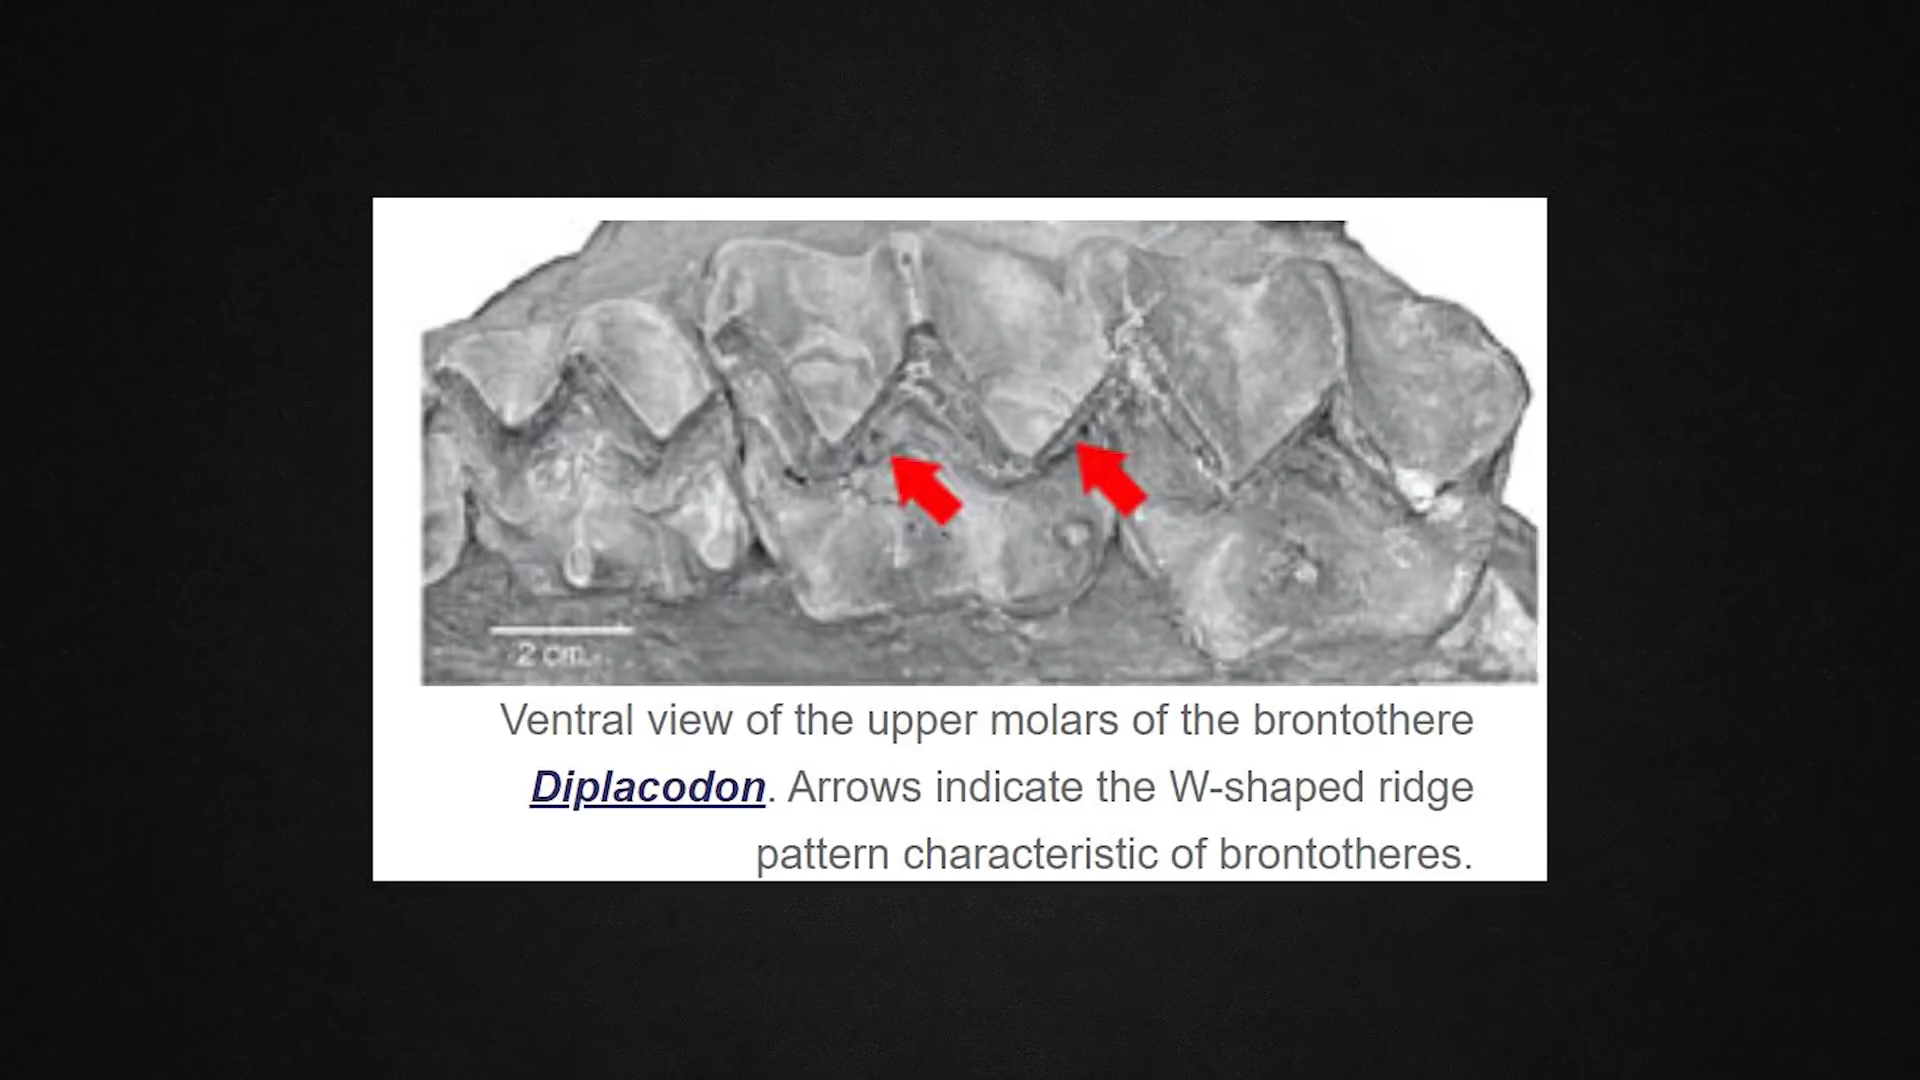 2 cm.
Ventral view of the upper molars of the brontothere
Diplacodon. Arrows indicate the W-shaped ridge
pattern characteristic of brontotheres.